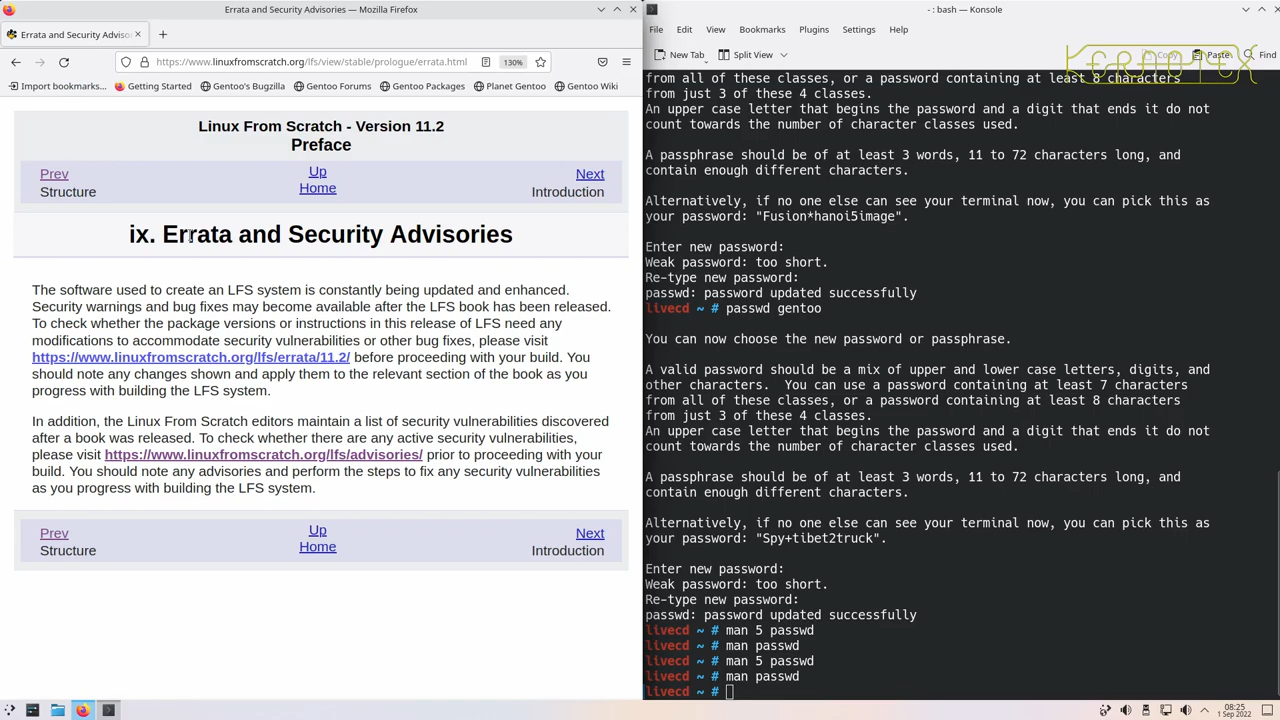 Errata and Security Advisories — Mozilla Firefox
Errata and Security Advisor
https://www.linuxfromscratch.org/lfs/view/stable/prologue/errata.h
130%
Import bookmarks...
Getting Started
Gentoo's Bugzilla
Gentoo Forums
Gentoo Packages
Planet Gentoo
Gentoo Wiki
Linux From Scratch - Version 11.2
Preface
Prev
Up
Next
Structure
Home
Introduction
ix. Errata and Security Advisories
The software used to create an LFS system is constantly being updated and enhanced.
Security warnings and bug fixes may become available after the LFS book has been released.
To check whether the package versions or instructions in this release of LFS need any
modifications to accommodate security vulnerabilities or other bug fixes, please visit
https://www.linuxfromscratch.org/lfs/errata/11.2/ before proceeding with your build. You
should note any changes shown and apply them to the relevant section of the book as you
progress with building the LFS system.
In addition, the Linux From Scratch editors maintain a list of security vulnerabilities discovered
after a book was released. To check whether there are any active security vulnerabilities,
please visit https://www.linuxfromscratch.org/lfs/advisories/ prior to proceeding with your
build. You should note any advisories and perform the steps to fix any security vulnerabilities
as you progress with building the LFS system.
Prev
Up
Next
Structure
Home
Introduction
- : bash — Konsole
File
Edit
View
Bookmarks
Plugins
Settings
Help
New Tab
Split View
Copy
Paste
Find
from all of these classes, or a password containing at least 8 characters
from just 3 of these 4 classes.
An upper case letter that begins the password and a digit that ends it do not
count towards the number of character classes used.
A passphrase should be of at least 3 words, 11 to 72 characters long, and
contain enough different characters.
Alternatively, if no one else can see your terminal now, you can pick this as
your password: "Fusion*hanoi5image".
Enter new password:
Weak password: too short.
Re-type new password:
passwd: password updated successfully
livecd ~ # passwd gentoo
You can now choose the new password or passphrase.
A valid password should be a mix of upper and lower case letters, digits, and
other characters.  You can use a password containing at least 7 characters
from all of these classes, or a password containing at least 8 characters
from just 3 of these 4 classes.
An upper case letter that begins the password and a digit that ends it do not
count towards the number of character classes used.
A passphrase should be of at least 3 words, 11 to 72 characters long, and
contain enough different characters.
Alternatively, if no one else can see your terminal now, you can pick this as
your password: "Spy+tibet2truck".
Enter new password:
Weak password: too short.
Re-type new password:
passwd: password updated successfully
livecd ~ # man 5 passwd
livecd ~ # man passwd
livecd ~ # man 5 passwd
livecd ~ # man passwd
livecd ~ #
08:25
1 Sep 2022